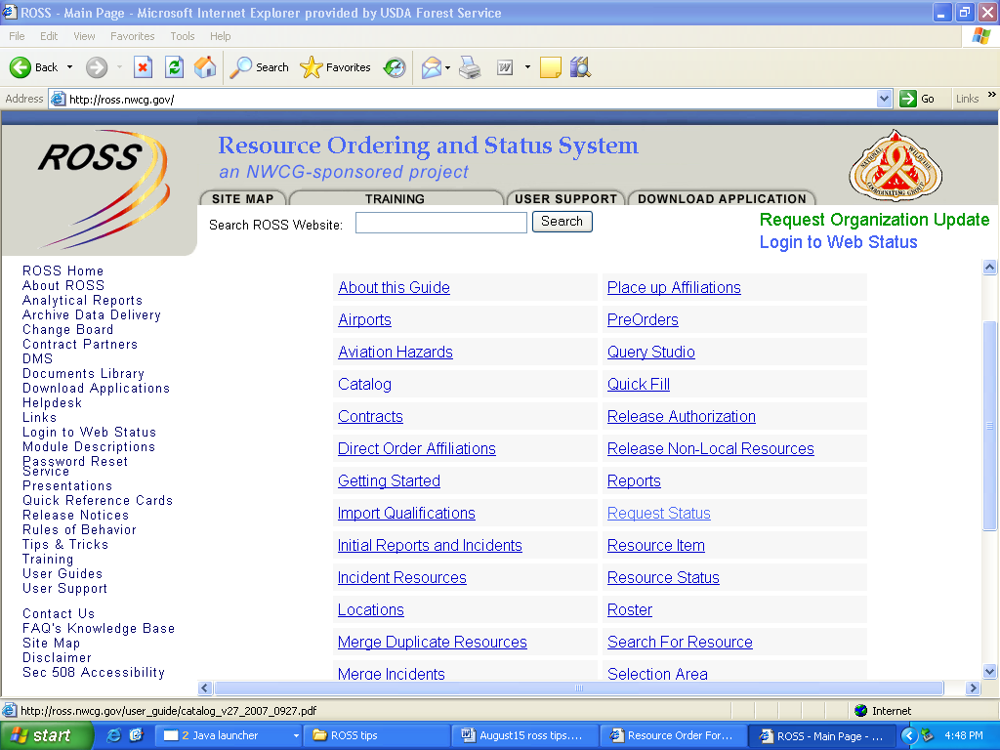 ROSS - Main Page - Microsoft Internet Explorer provided by USDA Forest Service
File Edit View Favorites Tools Help
Back Search Favorites
Address http://ross.nwcg.gov/ Go Links »
ROSS
Resource Ordering and Status System
an NWCG-sponsored project
SITE MAP TRAINING USER SUPPORT DOWNLOAD APPLICATION
Search ROSS Website: Search
Request Organization Update
Login to Web Status
ROSS Home
About ROSS
Analytical Reports
Archive Data Delivery
Change Board
Contract Partners
DMS
Documents Library
Download Applications
Helpdesk
Links
Login to Web Status
Module Descriptions
Password Reset
Service
Presentations
Quick Reference Cards
Release Notices
Rules of Behavior
Tips & Tricks
Training
User Guides
User Support
Contact Us
FAQ's Knowledge Base
Site Map
Disclaimer
Sec 508 Accessibility
About this Guide Place up Affiliations
Airports PreOrders
Aviation Hazards Query Studio
Catalog Quick Fill
Contracts Release Authorization
Direct Order Affiliations Release Non-Local Resources
Getting Started Reports
Import Qualifications Request Status
Initial Reports and Incidents Resource Item
Incident Resources Resource Status
Locations Roster
Merge Duplicate Resources Search For Resource
Merge Incidents Selection Area
http://ross.nwcg.gov/user_guide/catalog_v27_2007_0927.pdf Internet
start 2 Java launcher ROSS tips August15 ross tips.... Resource Order For... ROSS - Main Page - ... 4:48 PM